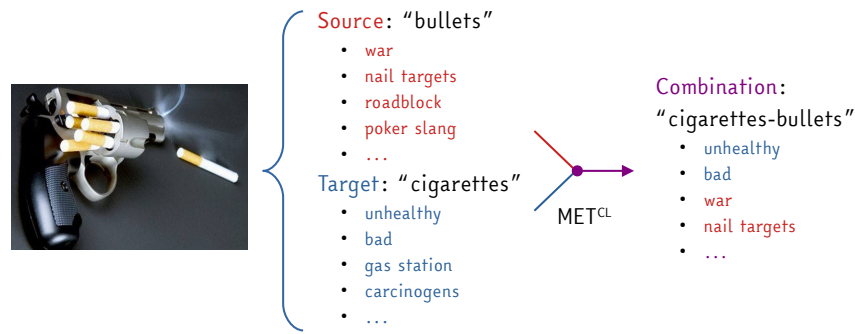 Source: “bullets”
• war
• nail targets
• roadblock
• poker slang
• ...
Target: “cigarettes”
• unhealthy
• bad
• gas station
• carcinogens
• ...
MET^CL
Combination:
“cigarettes-bullets”
• unhealthy
• bad
• war
• nail targets
• ...